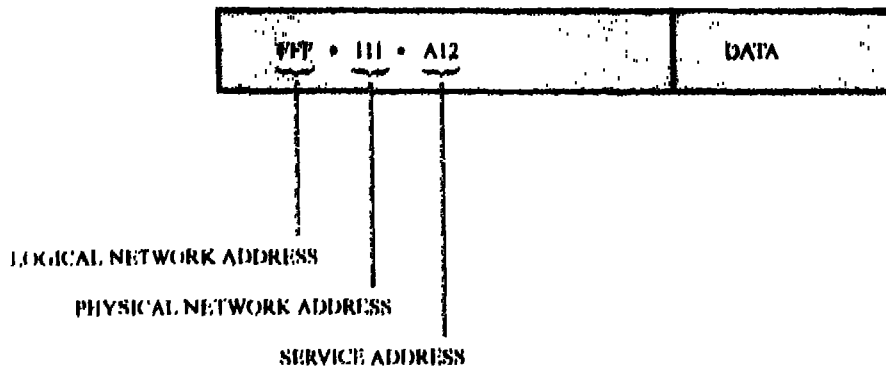 FFF • 111 • A12 DATA
LOGICAL NETWORK ADDRESS
PHYSICAL NETWORK ADDRESS
SERVICE ADDRESS